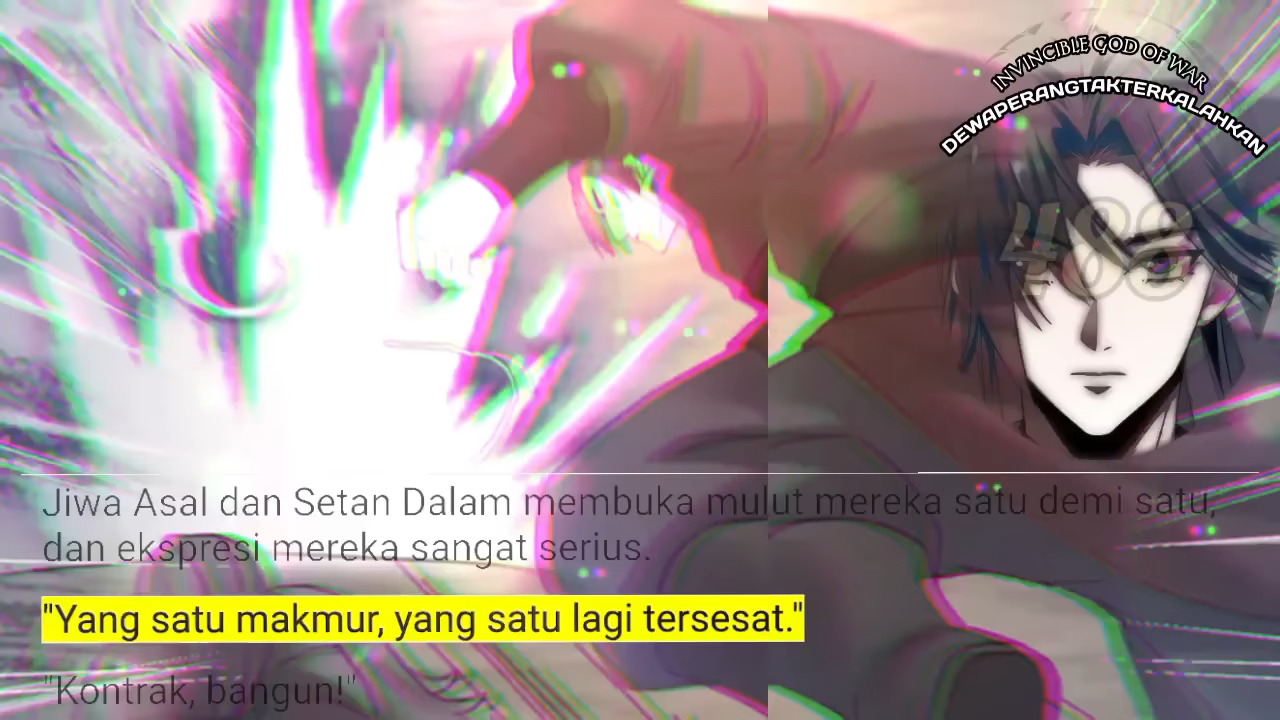 INVINCIBLE GOD OF WAR
DEWAPERANGTAKTERKALAHKAN
Jiwa Asal dan Setan Dalam membuka mulut mereka satu demi satu,
dan ekspresi mereka sangat serius.
"Yang satu makmur, yang satu lagi tersesat."
"Kontrak, bangun!"